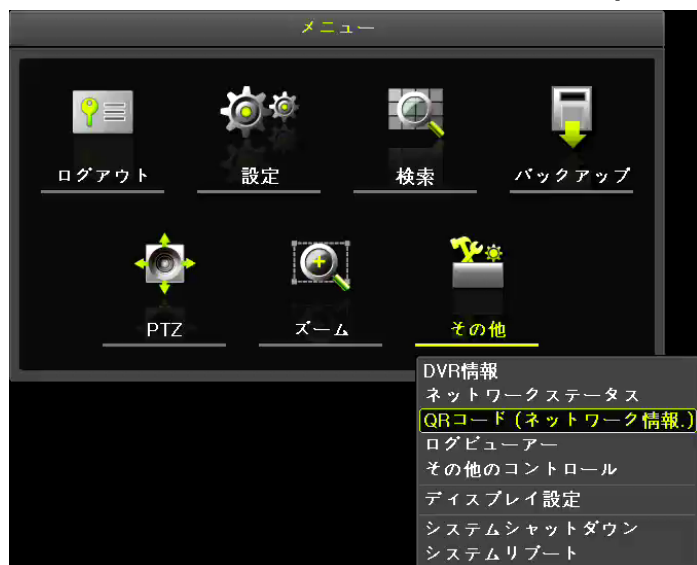 メニュー
ログアウト
設定
検索
バックアップ
PTZ
ズーム
その他
DVR情報
ネットワークステータス
QRコード (ネットワーク情報.)
ログビューアー
その他のコントロール
ディスプレイ設定
システムシャットダウン
システムリブート